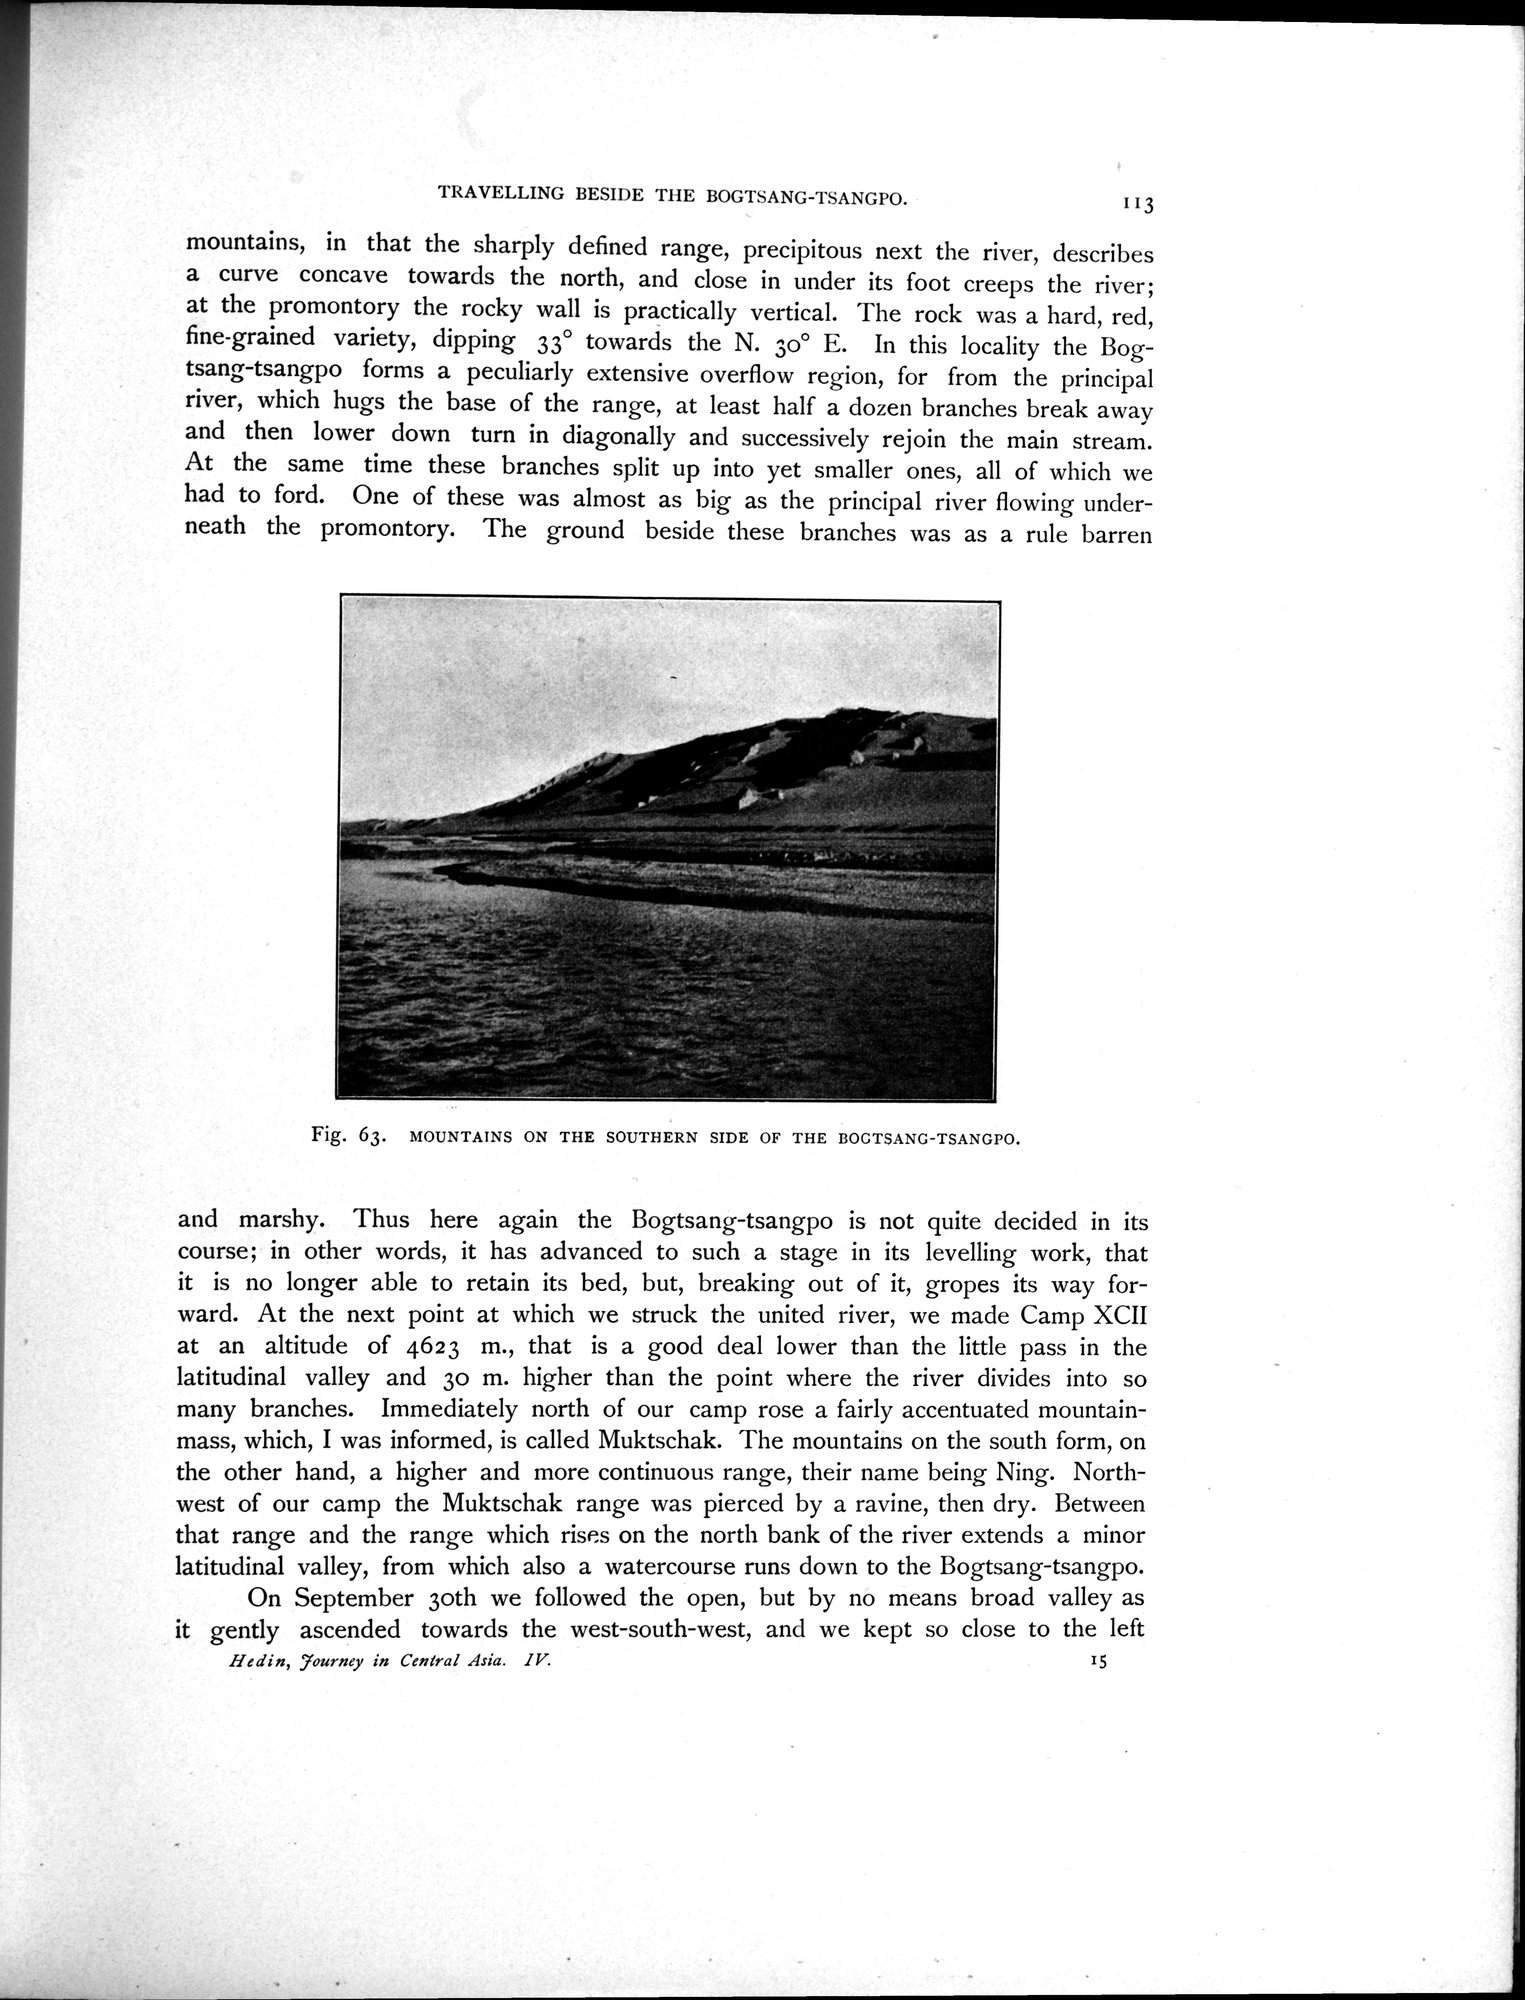 TRAVELLING BESIDE THE BOGTSANG-TSANGPO. 113
mountains, in that the sharply defined range, precipitous next the river, describes
a curve concave towards the north, and close in under its foot creeps the river;
at the promontory the rocky wall is practically vertical. The rock was a hard, red,
fine-grained variety, dipping 33° towards the N. 30° E. In this locality the Bog-
tsang-tsangpo forms a peculiarly extensive overflow region, for from the principal
river, which hugs the base of the range, at least half a dozen branches break away
and then lower down turn in diagonally and successively rejoin the main stream.
At the same time these branches split up into yet smaller ones, all of which we
had to ford. One of these was almost as big as the principal river flowing under-
neath the promontory. The ground beside these branches was as a rule barren
Fig. 63. MOUNTAINS ON THE SOUTHERN SIDE OF THE BOGTSANG-TSANGPO.
and marshy. Thus here again the Bogtsang-tsangpo is not quite decided in its
course; in other words, it has advanced to such a stage in its levelling work, that
it is no longer able to retain its bed, but, breaking out of it, gropes its way for-
ward. At the next point at which we struck the united river, we made Camp XCII
at an altitude of 4623 m., that is a good deal lower than the little pass in the
latitudinal valley and 30 m. higher than the point where the river divides into so
many branches. Immediately north of our camp rose a fairly accentuated mountain-
mass, which, I was informed, is called Muktschak. The mountains on the south form, on
the other hand, a higher and more continuous range, their name being Ning. North-
west of our camp the Muktschak range was pierced by a ravine, then dry. Between
that range and the range which rises on the north bank of the river extends a minor
latitudinal valley, from which also a watercourse runs down to the Bogtsang-tsangpo.
On September 30th we followed the open, but by no means broad valley as
it gently ascended towards the west-south-west, and we kept so close to the left
Hedin, Journey in Central Asia. IV. 15